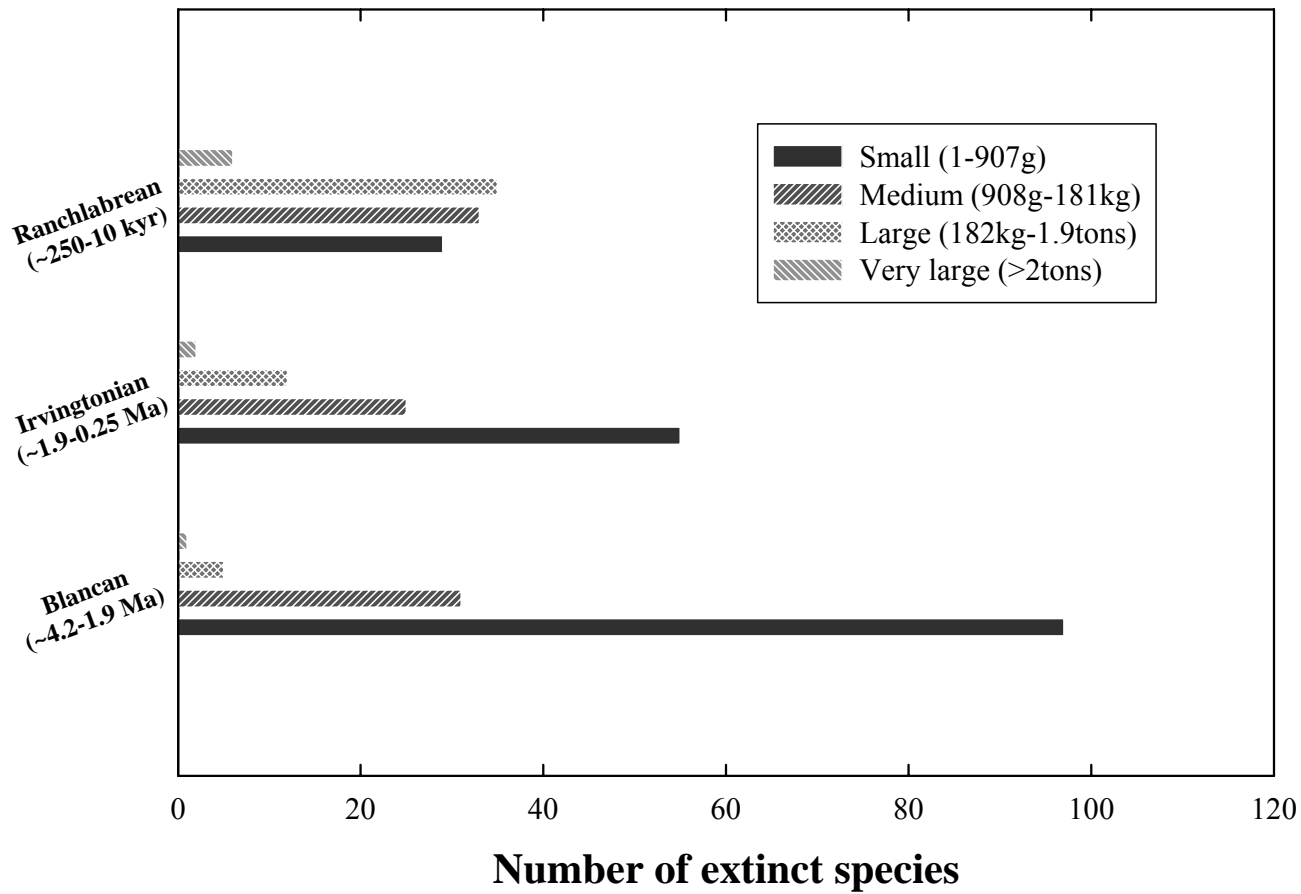 Ranchlabrean
(~250-10 kyr)
Irvingtonian
(~1.9-0.25 Ma)
Blancan
(~4.2-1.9 Ma)
Small (1-907g)
Medium (908g-181kg)
Large (182kg-1.9tons)
Very large (>2tons)
0 20 40 60 80 100 120
Number of extinct species